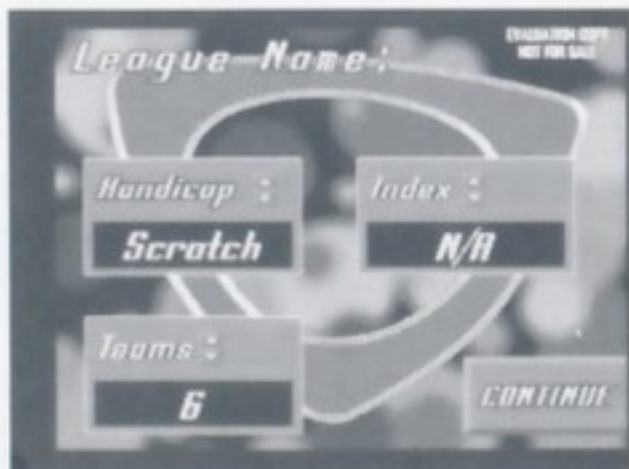 EVALUATION COPY
NOT FOR SALE
League Name:
Handicap
Index
Scratch
N/A
Teams
6
CONTINUE